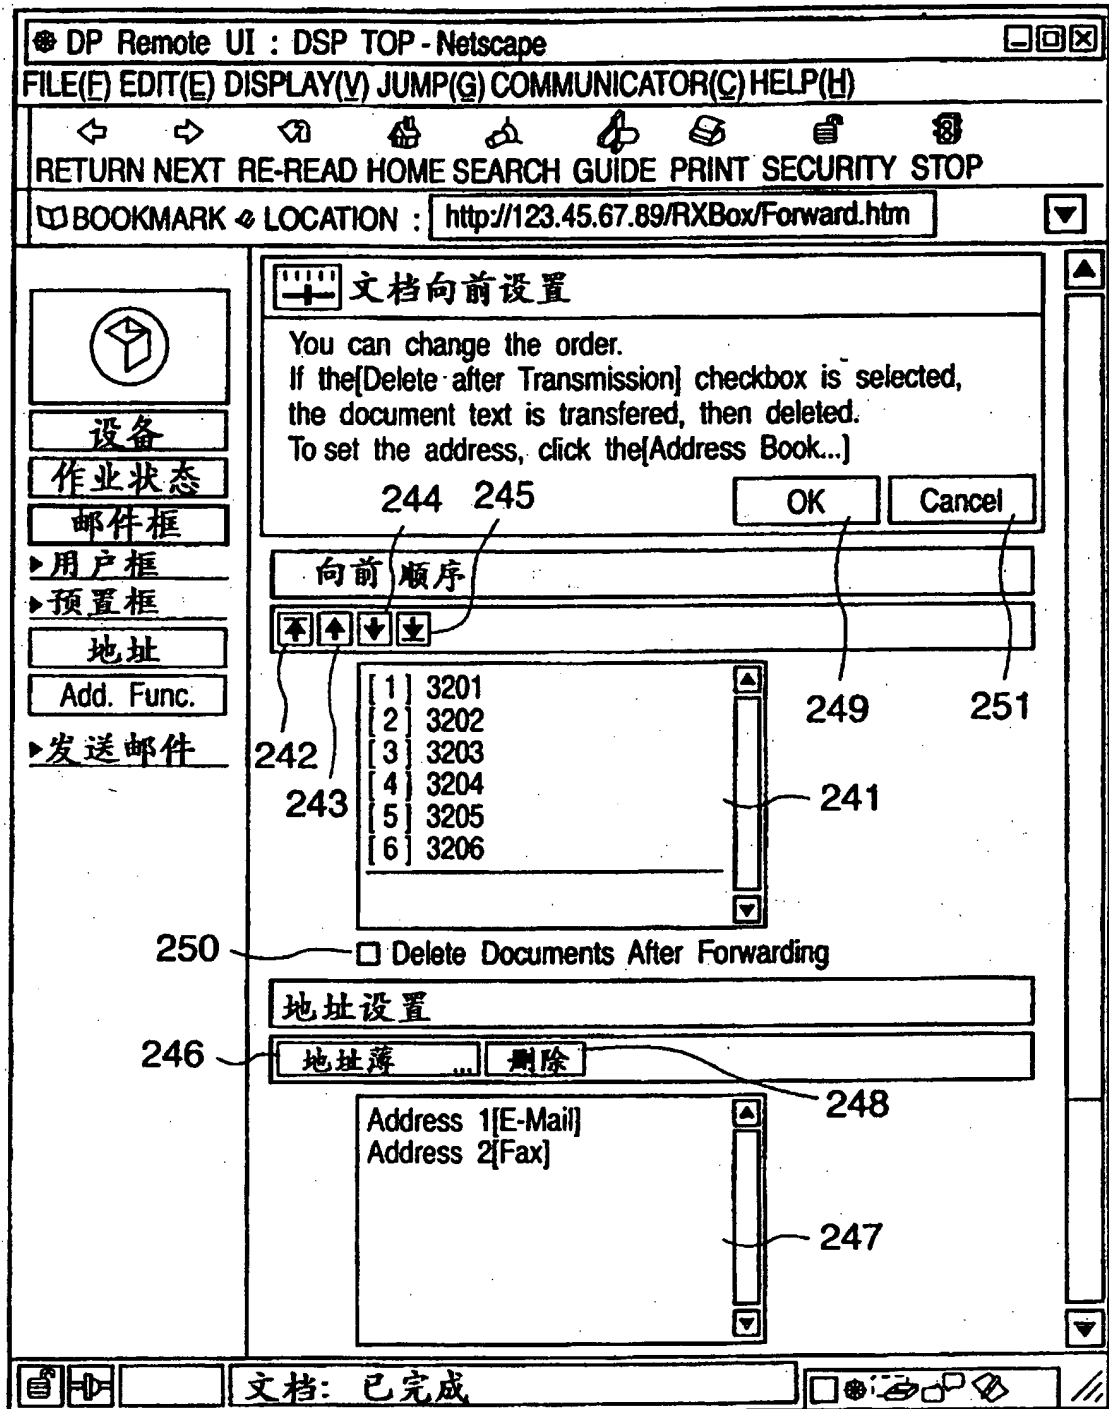 DP Remote UI : DSP TOP - Netscape
FILE(F) EDIT(E) DISPLAY(V) JUMP(G) COMMUNICATOR(C) HELP(H)
RETURN NEXT RE-READ HOME SEARCH GUIDE PRINT SECURITY STOP
BOOKMARK LOCATION : http://123.45.67.89/RXBox/Forward.htm
文档向前设置
You can change the order.
If the[Delete after Transmission] checkbox is selected,
the document text is transfered, then deleted.
To set the address, click the[Address Book...]
OK Cancel
设备
作业状态
邮件框
用户框
预置框
地址
Add. Func.
发送邮件
244 245
向前 顺序
242
243
249
251
[1] 3201
[2] 3202
[3] 3203
[4] 3204
[5] 3205
[6] 3206
241
250
Delete Documents After Forwarding
地址设置
246
地址薄 ... 删除
248
Address 1[E-Mail]
Address 2[Fax]
247
文档: 已完成